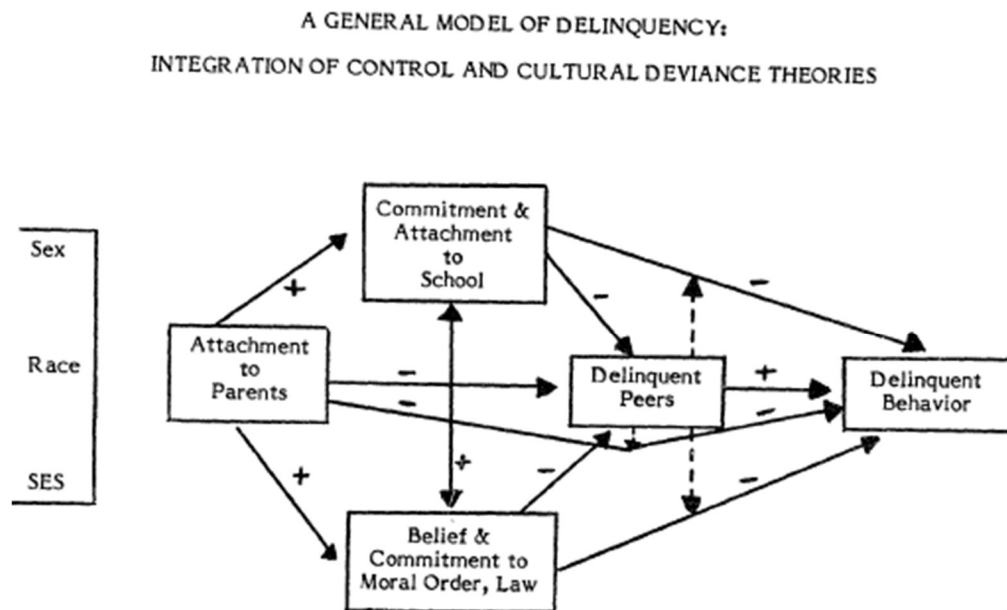 A GENERAL MODEL OF DELINQUENCY:
INTEGRATION OF CONTROL AND CULTURAL DEVIANCE THEORIES
Sex
Race
SES
Attachment
to
Parents
+
+
Commitment &
Attachment
to
School
-
-
-
-
+
-
Belief &
Commitment to
Moral Order, Law
Delinquent
Peers
+
-
-
Delinquent
Behavior